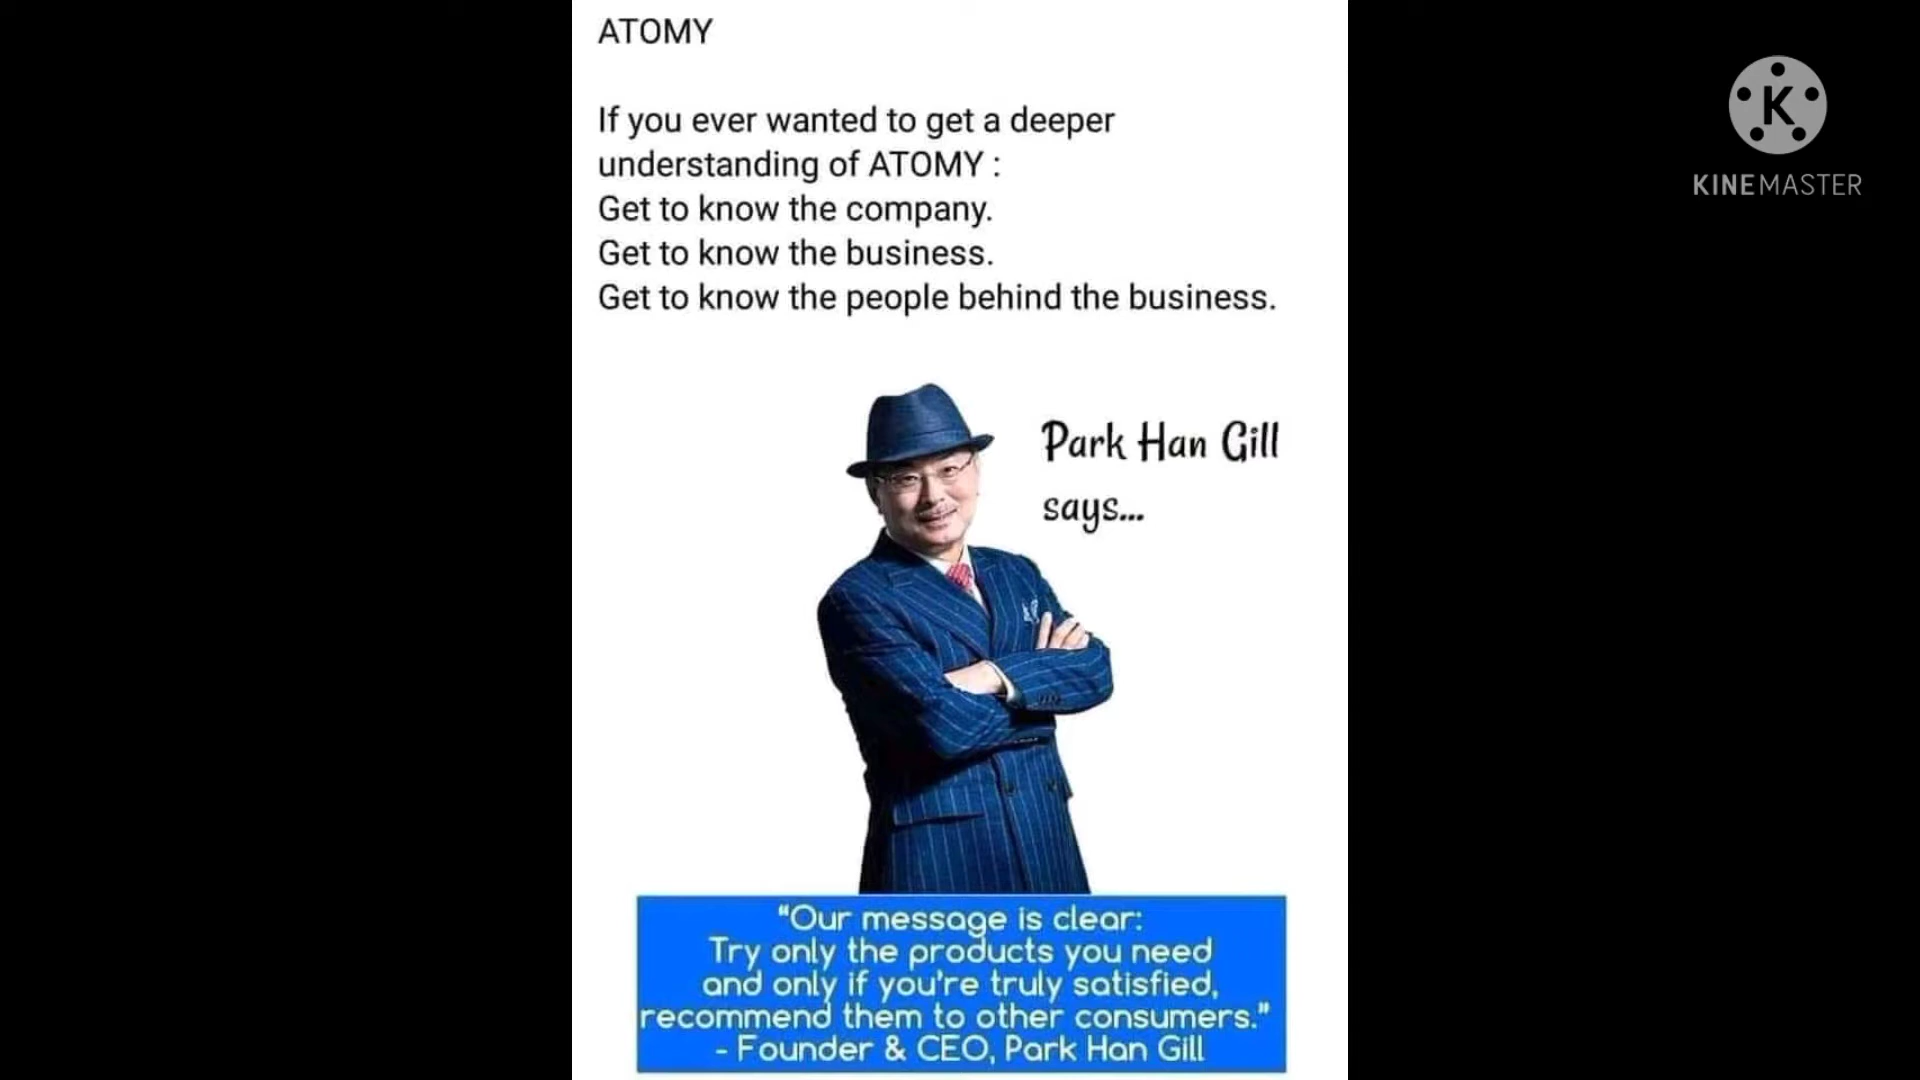 ATOMY
If you ever wanted to get a deeper
understanding of ATOMY :
Get to know the company.
Get to know the business.
Get to know the people behind the business.
Park Han Gill
says...
"Our message is clear:
Try only the products you need
and only if you're truly satisfied,
recommend them to other consumers."
- Founder & CEO, Park Han Gill
K
KINEMASTER